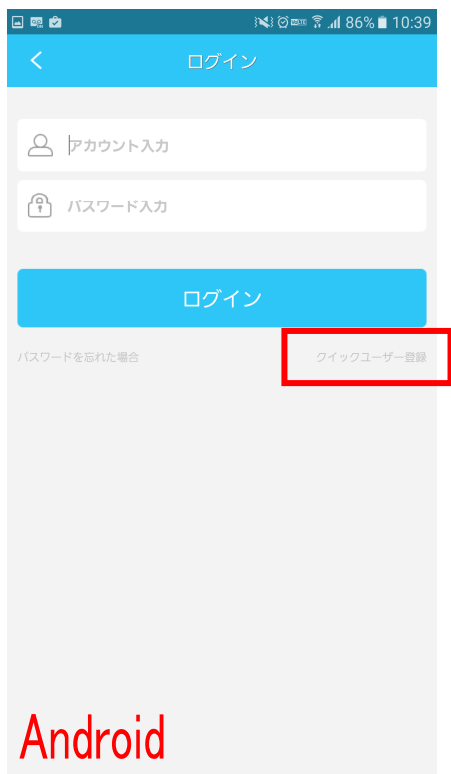 86% 10:39
ログイン
アカウント入力
パスワード入力
ログイン
パスワードを忘れた場合
クイックユーザー登録
Android